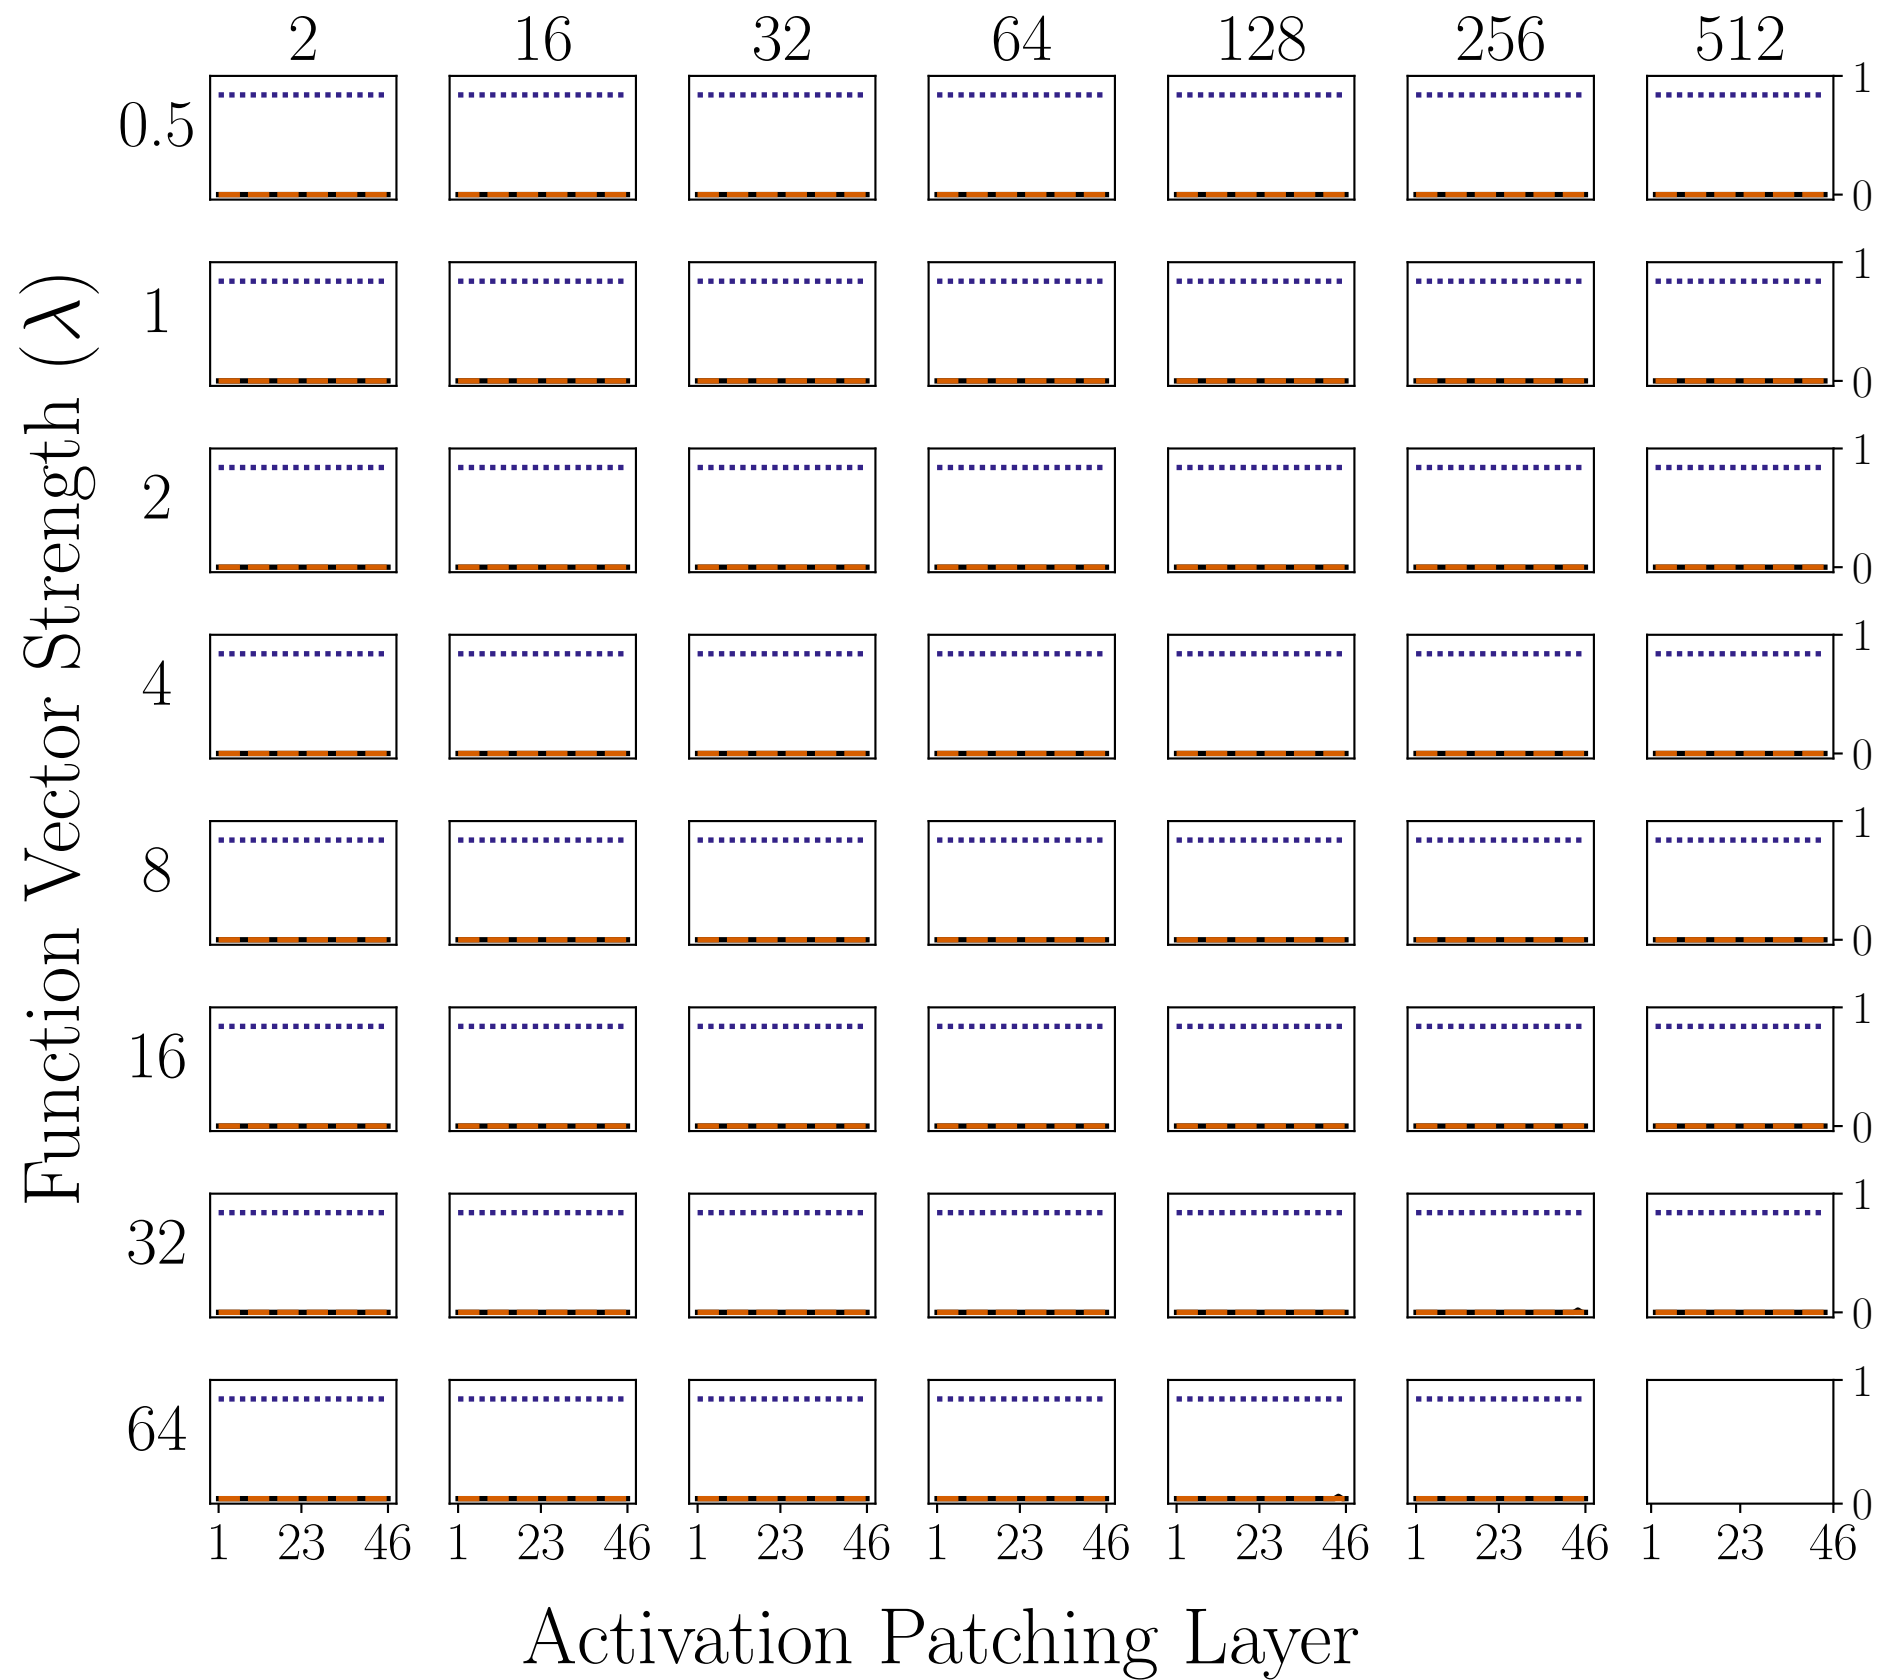 2 16 32 64 128 256 512
0.5 1 0
1 1 0
2 1 0
4 1 0
8 1 0
16 1 0
32 1 0
64 1 0
1 23 46 1 23 46 1 23 46 1 23 46 1 23 46 1 23 46 1 23 46
Function Vector Strength (λ)
Activation Patching Layer